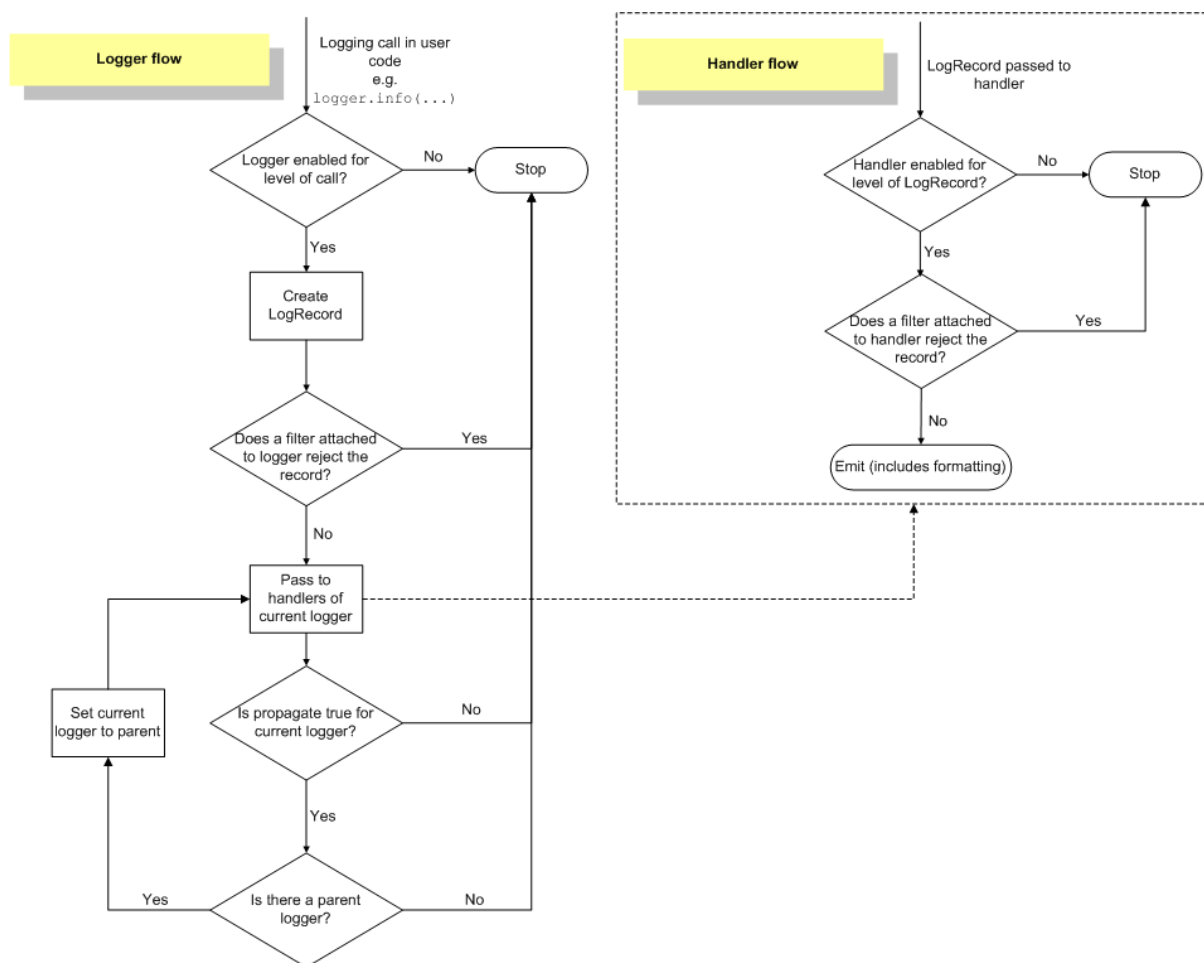 Logger flow
Logging call in user
code
e.g.
logger.info(...)
Logger enabled for
level of call?
No
Stop
Yes
Create
LogRecord
Does a filter attached
to logger reject the
record?
Yes
No
Pass to
handlers of
current logger
Set current
logger to parent
Is propagate true for
current logger?
No
Yes
Is there a parent
logger?
Yes
No
Handler flow
LogRecord passed to
handler
Handler enabled for
level of LogRecord?
No
Stop
Yes
Does a filter attached
to handler reject the
record?
Yes
No
Emit (includes formatting)